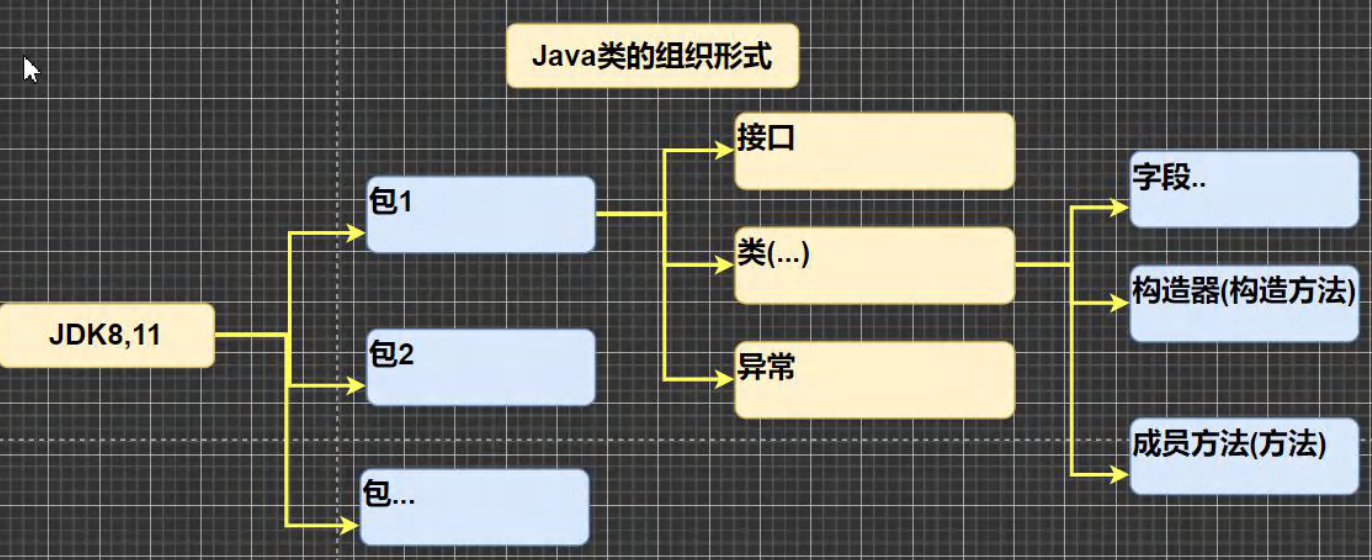 Java类的组织形式
JDK8,11
包1
包2
包...
接口
类(...)
异常
字段..
构造器(构造方法)
成员方法(方法)